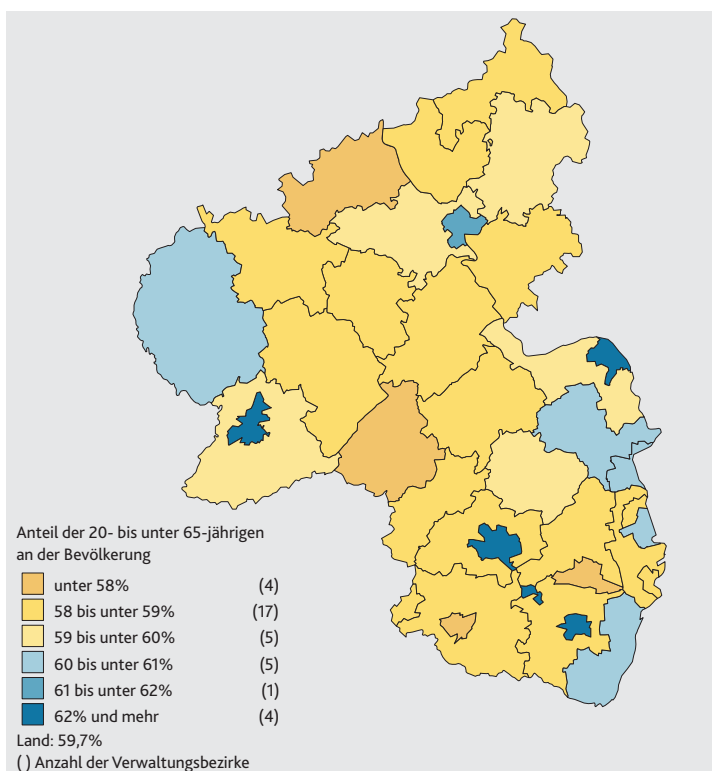 Anteil der 20- bis unter 65-jährigen
an der Bevölkerung
unter 58% (4)
58 bis unter 59% (17)
59 bis unter 60% (5)
60 bis unter 61% (5)
61 bis unter 62% (1)
62% und mehr (4)
Land: 59,7%
( ) Anzahl der Verwaltungsbezirke